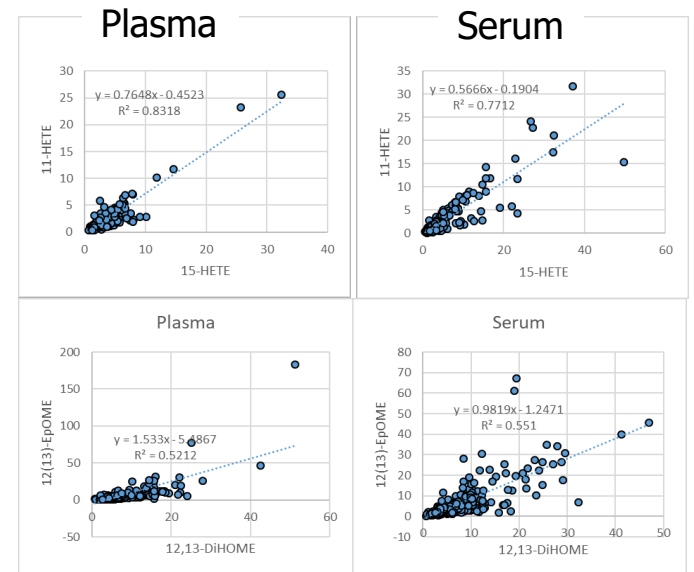 Plasma
Serum
30
25
20
15
10
5
0
y = 0.7648x - 0.4523
R² = 0.8318
11-HETE
0 10 20 30 40
15-HETE
35
30
25
20
15
10
5
0
y = 0.5666x - 0.1904
R² = 0.7712
11-HETE
0 20 40 60
15-HETE
Plasma
200
150
100
50
0
-50
y = 1.533x - 5.4867
R² = 0.5212
12(13)-EpOME
0 20 40 60
12,13-DiHOME
Serum
80
70
60
50
40
30
20
10
0
-10
y = 0.9819x - 1.2471
R² = 0.551
12(13)-EpOME
0 10 20 30 40 50
12,13-DiHOME